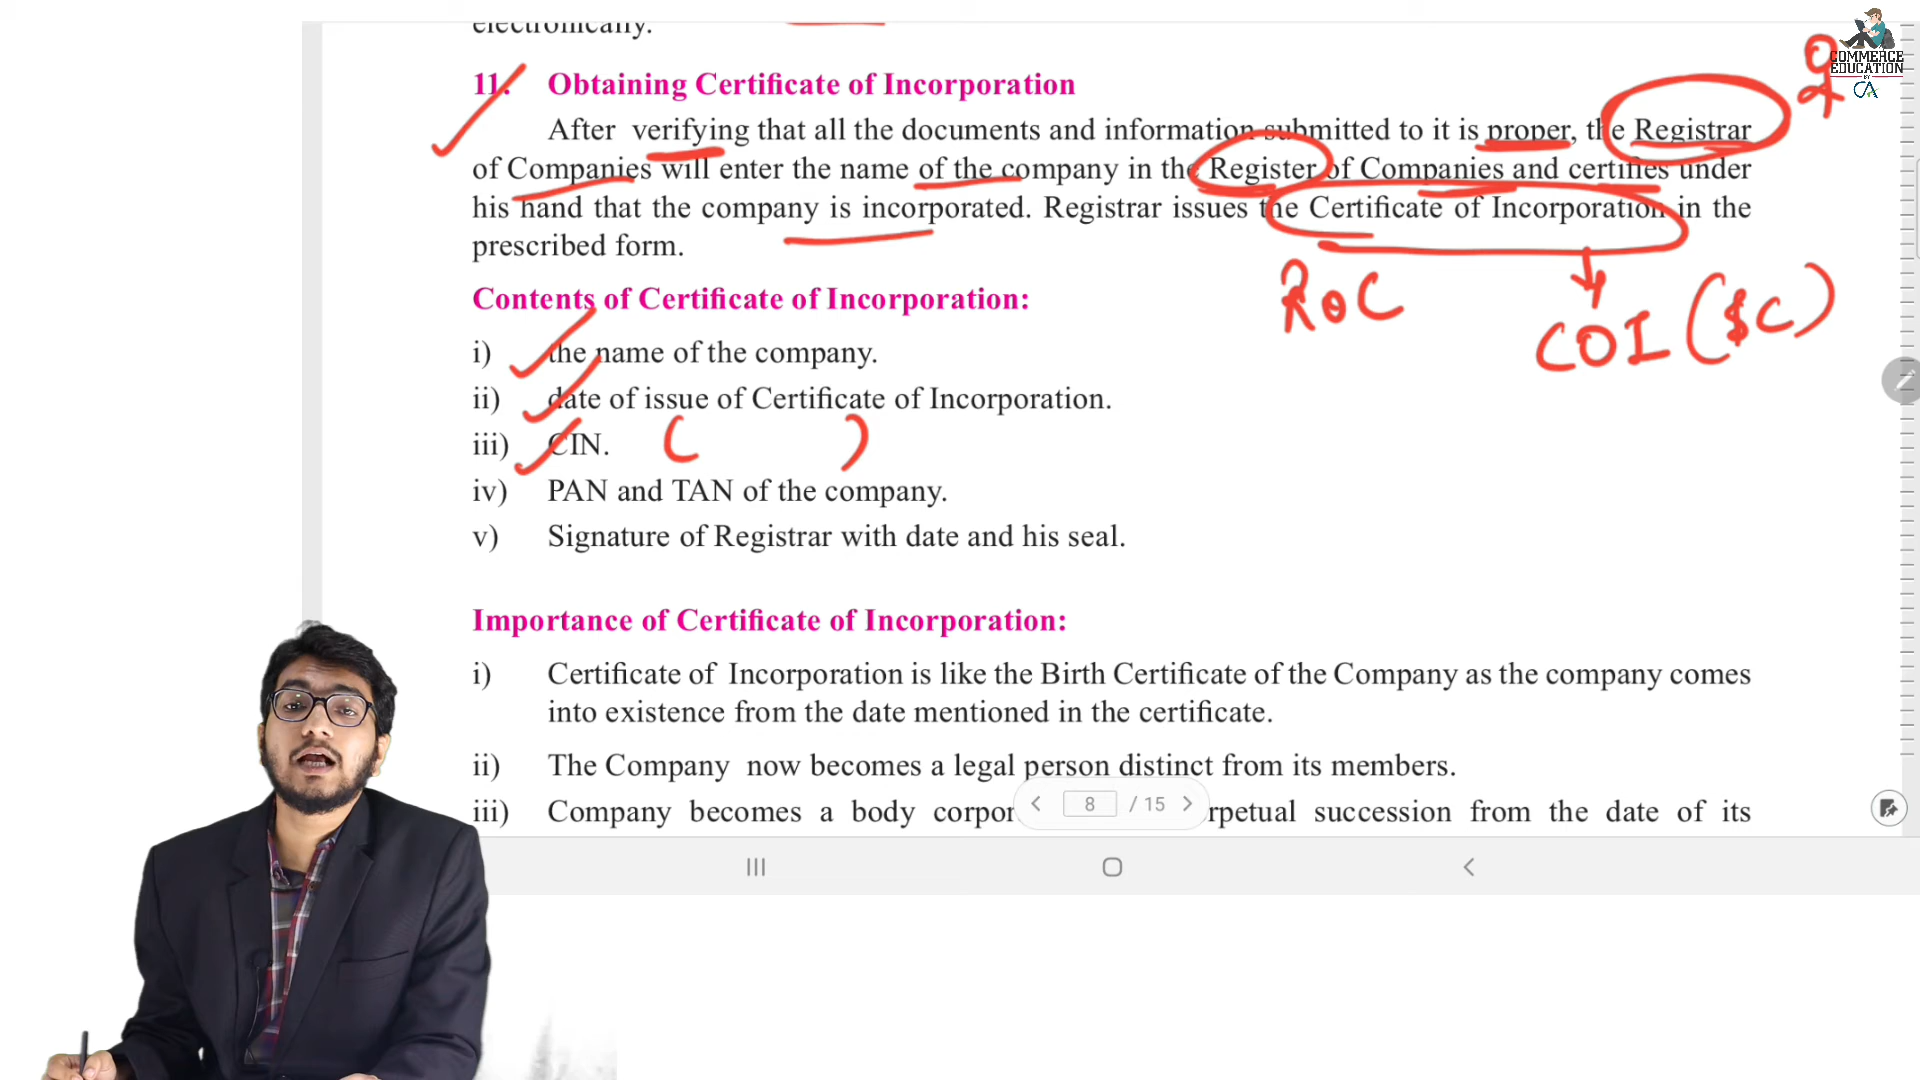 electronically.
COMMERCE
EDUCATION
BY
CA
11. Obtaining Certificate of Incorporation
After verifying that all the documents and information submitted to it is proper, the Registrar
of Companies will enter the name of the company in the Register of Companies and certifies under
his hand that the company is incorporated. Registrar issues the Certificate of Incorporation in the
prescribed form.
ROC
COI ($C)
Contents of Certificate of Incorporation:
i) the name of the company.
ii) date of issue of Certificate of Incorporation.
iii) CIN. ( )
iv) PAN and TAN of the company.
v) Signature of Registrar with date and his seal.
Importance of Certificate of Incorporation:
i) Certificate of Incorporation is like the Birth Certificate of the Company as the company comes
into existence from the date mentioned in the certificate.
ii) The Company now becomes a legal person distinct from its members.
iii) Company becomes a body succession from the date of its
8 / 15